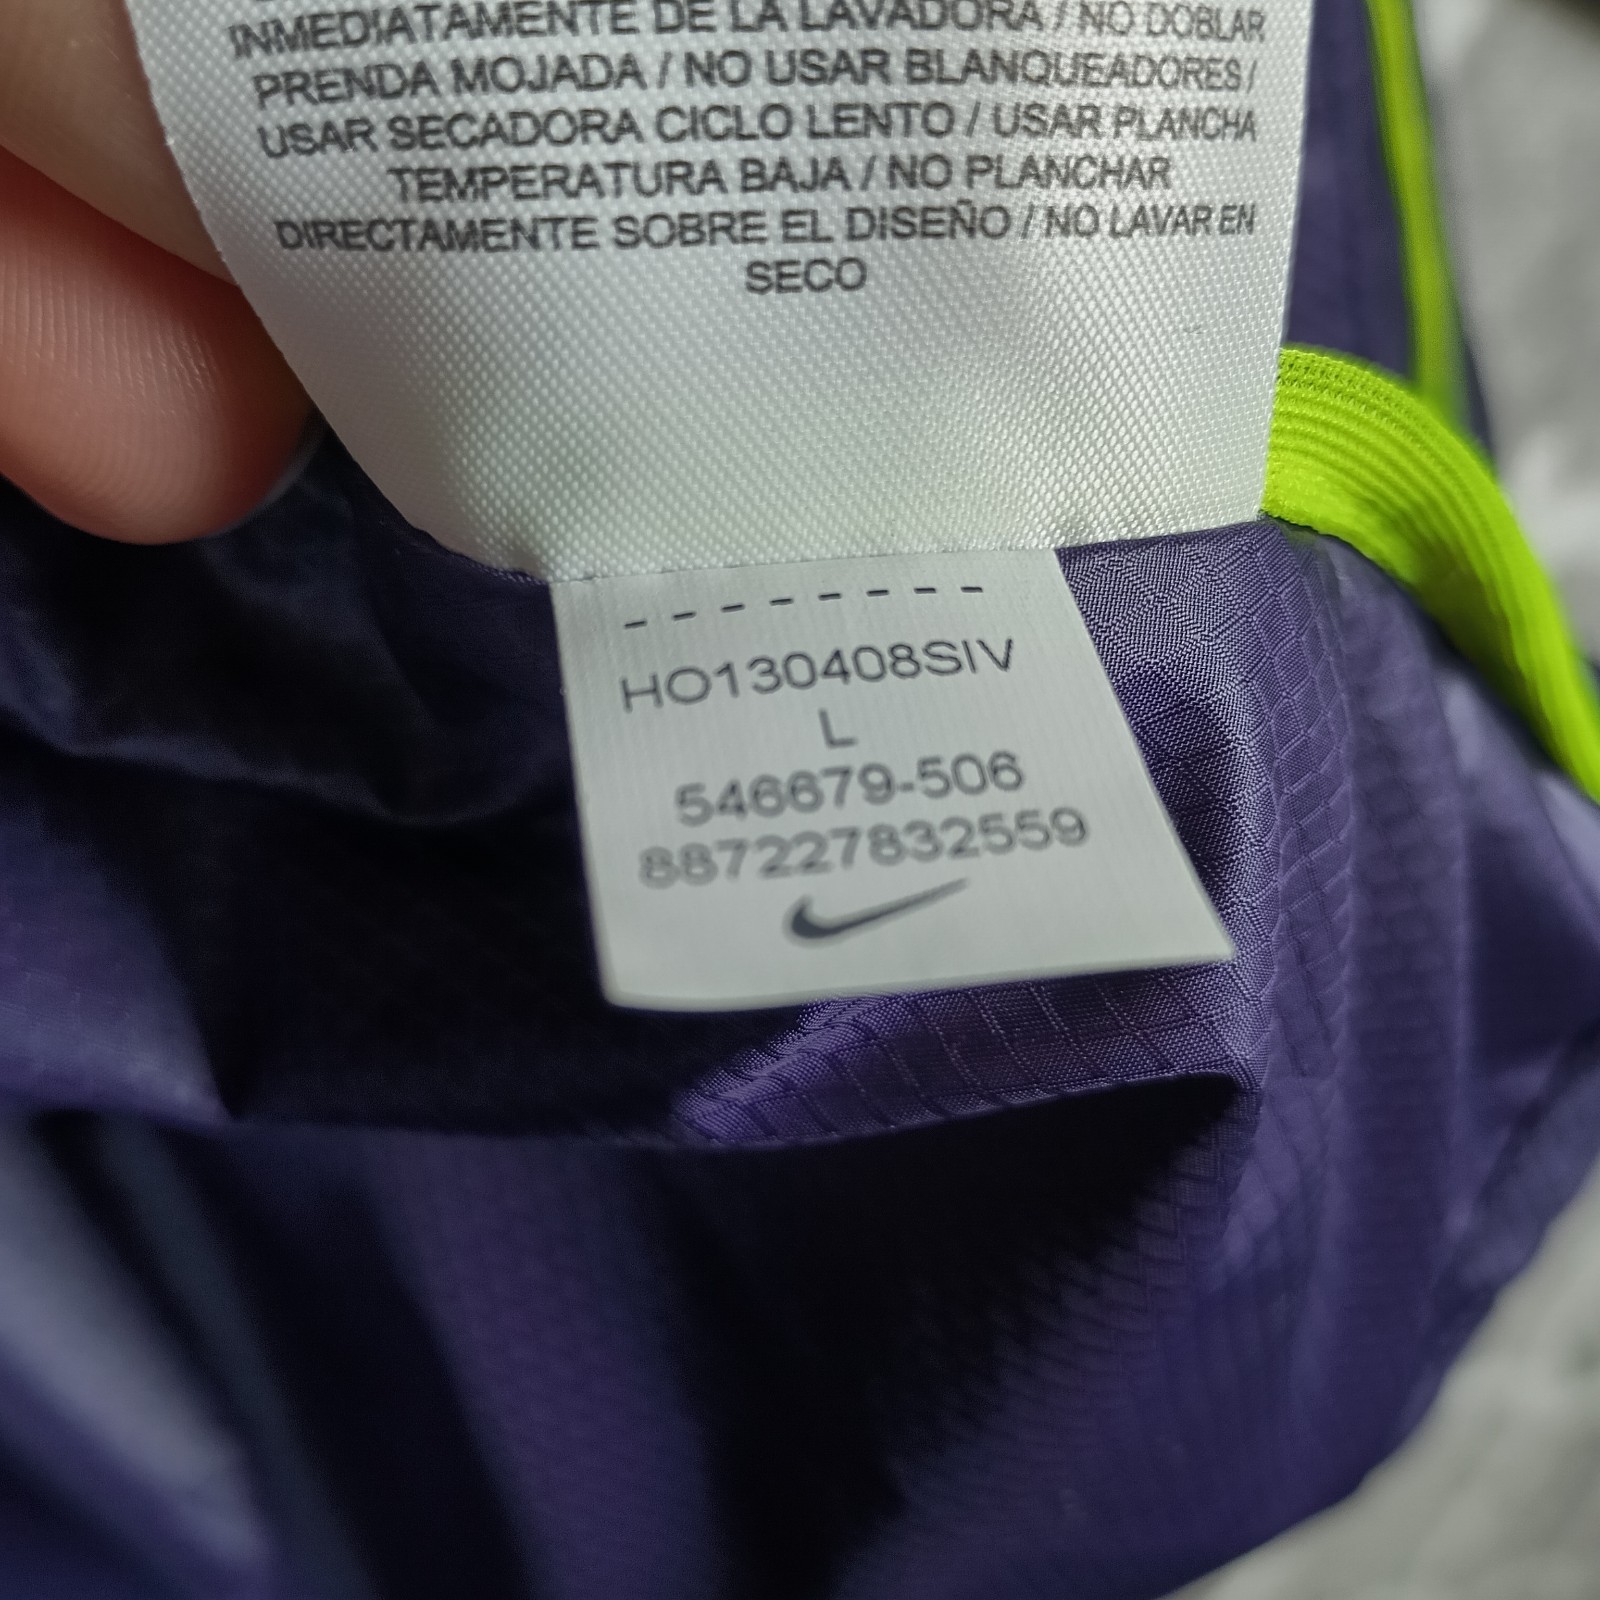 INMEDIATAMENTE DE LA LAVADORA / NO DOBLAR
PRENDA MOJADA / NO USAR BLANQUEADORES /
USAR SECADORA CICLO LENTO / USAR PLANCHA
TEMPERATURA BAJA / NO PLANCHAR
DIRECTAMENTE SOBRE EL DISEÑO / NO LAVAR EN
SECO
HO130408SIV
L
546679-506
887227832559